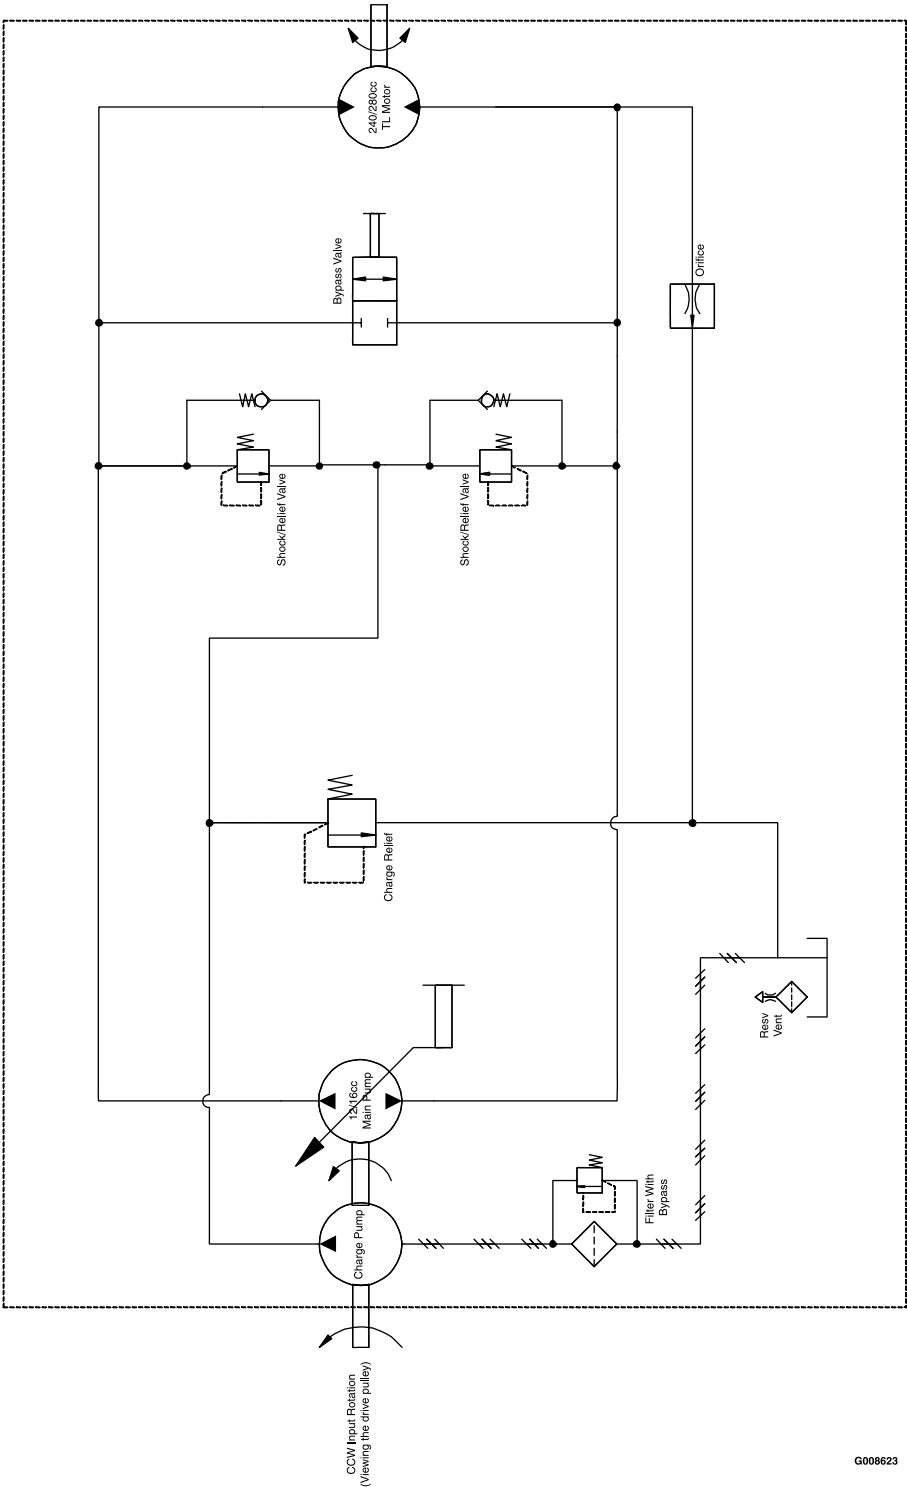 240/280cc
TL Motor
Bypass Valve
Orifice
Shock/Relief Valve
Shock/Relief Valve
Charge Relief
Resv
Vent
12/16cc
Main Pump
Filter With
Bypass
Charge Pump
CCW Input Rotation
(Viewing the drive pulley)
G008623